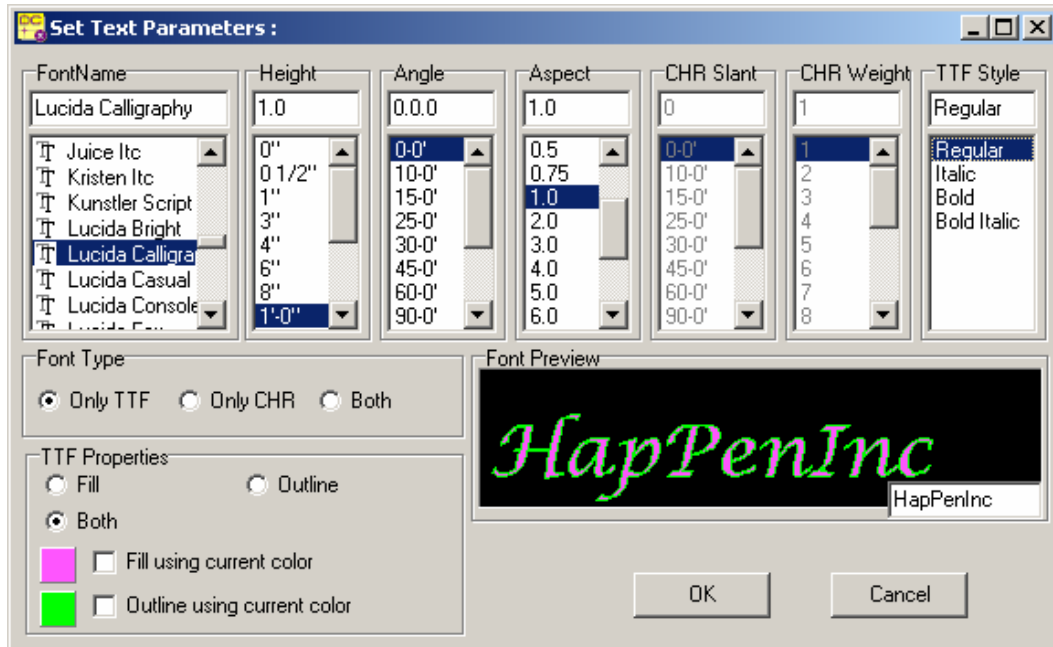 Set Text Parameters :
FontName Height Angle Aspect CHR Slant CHR Weight TTF Style
Lucida Calligraphy 1.0 0.0.0 1.0 0 1 Regular
Juice Itc 0'' 0-0' 0.5 0-0' 1 Regular
Kristen Itc 0 1/2'' 10-0' 0.75 10-0' 2 Italic
Kunstler Script 1'' 15-0' 1.0 15-0' 3 Bold
Lucida Bright 3'' 25-0' 2.0 25-0' 4 Bold Italic
Lucida Calligra 4'' 30-0' 3.0 30-0' 5
Lucida Casual 6'' 45-0' 4.0 45-0' 6
Lucida Console 8'' 60-0' 5.0 60-0' 7
1'-0'' 90-0' 6.0 90-0' 8
Font Type Font Preview
Only TTF Only CHR Both
HapPenInc
HapPenInc
TTF Properties
Fill Outline
Both
Fill using current color
Outline using current color
OK Cancel